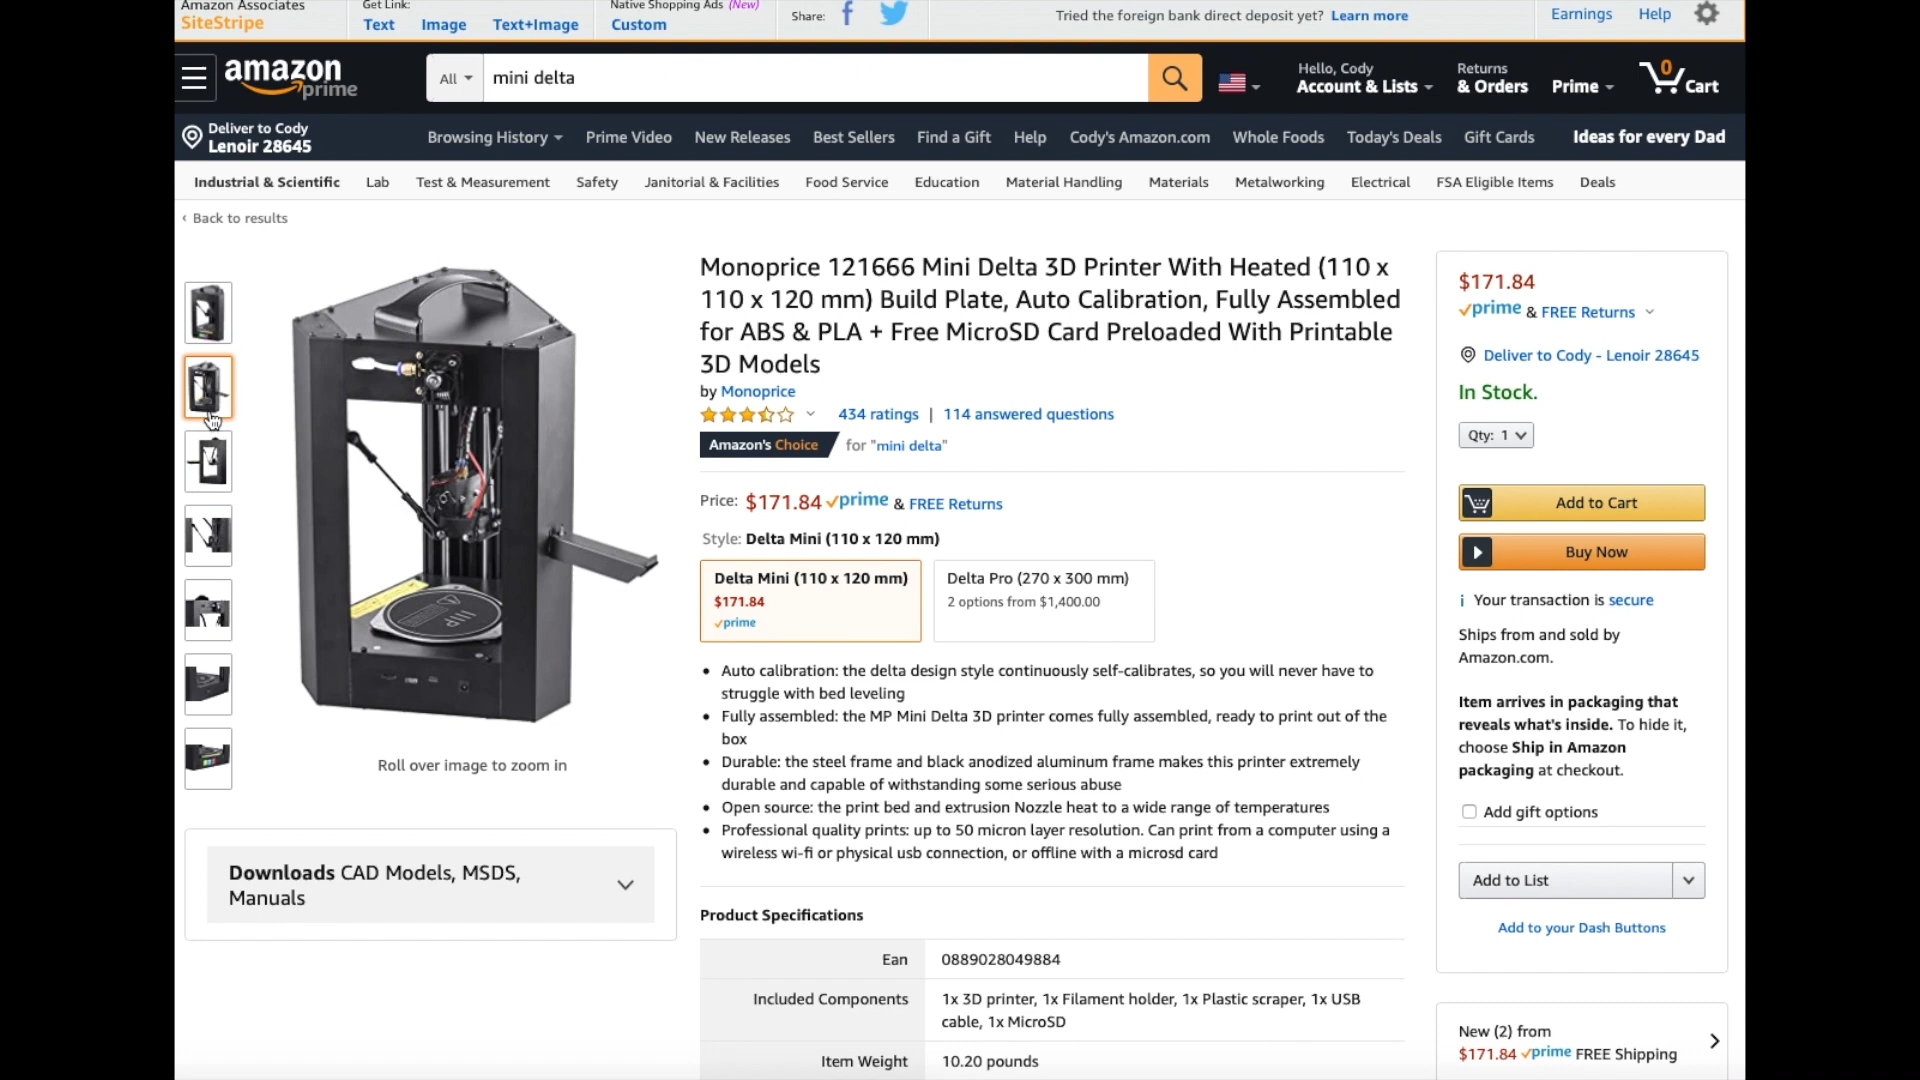 Amazon Associates
SiteStripe
Get Link:
Text Image Text+Image
Native Shopping Ads (New)
Custom
Share:
Tried the foreign bank direct deposit yet? Learn more
Earnings Help
amazon prime
All
mini delta
Hello, Cody
Account & Lists
Returns
& Orders
Prime
0
Cart
Deliver to Cody
Lenoir 28645
Browsing History Prime Video New Releases Best Sellers Find a Gift Help Cody's Amazon.com Whole Foods Today's Deals Gift Cards
Ideas for every Dad
Industrial & Scientific Lab Test & Measurement Safety Janitorial & Facilities Food Service Education Material Handling Materials Metalworking Electrical FSA Eligible Items Deals
‹ Back to results
Roll over image to zoom in
Downloads CAD Models, MSDS,
Manuals
Monoprice 121666 Mini Delta 3D Printer With Heated (110 x
110 x 120 mm) Build Plate, Auto Calibration, Fully Assembled
for ABS & PLA + Free MicroSD Card Preloaded With Printable
3D Models
by Monoprice
434 ratings | 114 answered questions
Amazon's Choice for "mini delta"
Price: $171.84 prime & FREE Returns
Style: Delta Mini (110 x 120 mm)
Delta Mini (110 x 120 mm)
$171.84
prime
Delta Pro (270 x 300 mm)
2 options from $1,400.00
• Auto calibration: the delta design style continuously self-calibrates, so you will never have to
struggle with bed leveling
• Fully assembled: the MP Mini Delta 3D printer comes fully assembled, ready to print out of the
box
• Durable: the steel frame and black anodized aluminum frame makes this printer extremely
durable and capable of withstanding some serious abuse
• Open source: the print bed and extrusion Nozzle heat to a wide range of temperatures
• Professional quality prints: up to 50 micron layer resolution. Can print from a computer using a
wireless wi-fi or physical usb connection, or offline with a microsd card
Product Specifications
Ean 0889028049884
Included Components 1x 3D printer, 1x Filament holder, 1x Plastic scraper, 1x USB
cable, 1x MicroSD
Item Weight 10.20 pounds
$171.84
prime & FREE Returns
Deliver to Cody - Lenoir 28645
In Stock.
Qty: 1
Add to Cart
Buy Now
i Your transaction is secure
Ships from and sold by
Amazon.com.
Item arrives in packaging that
reveals what's inside. To hide it,
choose Ship in Amazon
packaging at checkout.
Add gift options
Add to List
Add to your Dash Buttons
New (2) from
$171.84 prime FREE Shipping